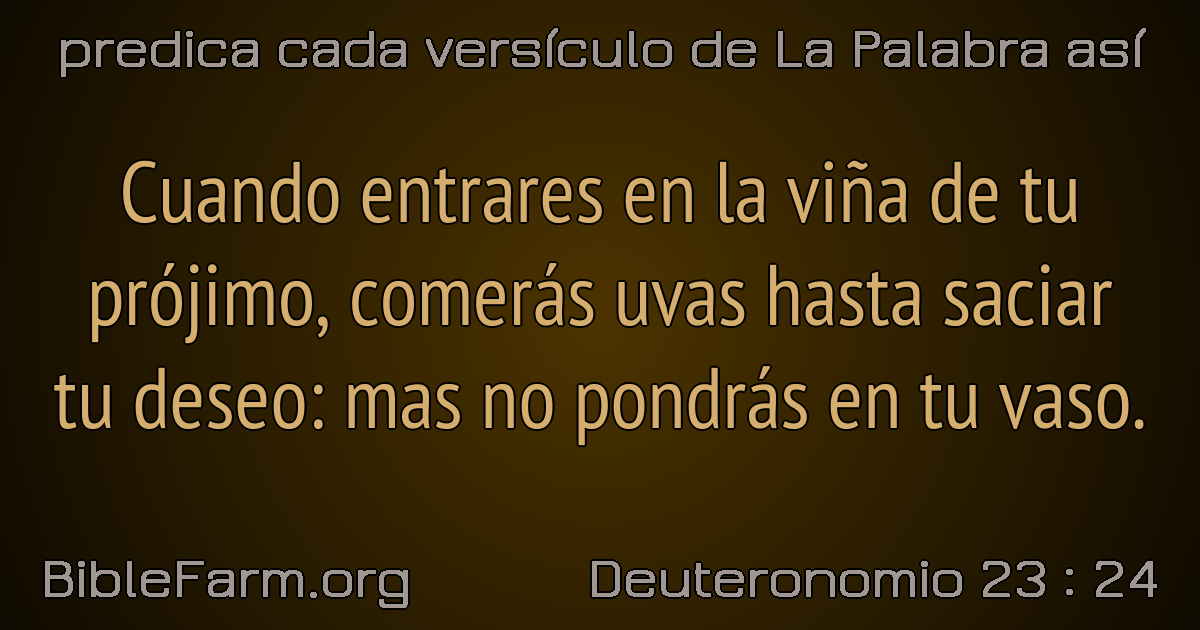 predica cada versículo de La Palabra así
Cuando entrares en la viña de tu
prójimo, comerás uvas hasta saciar
tu deseo: mas no pondrás en tu vaso.
BibleFarm.org
Deuteronomio 23 : 24